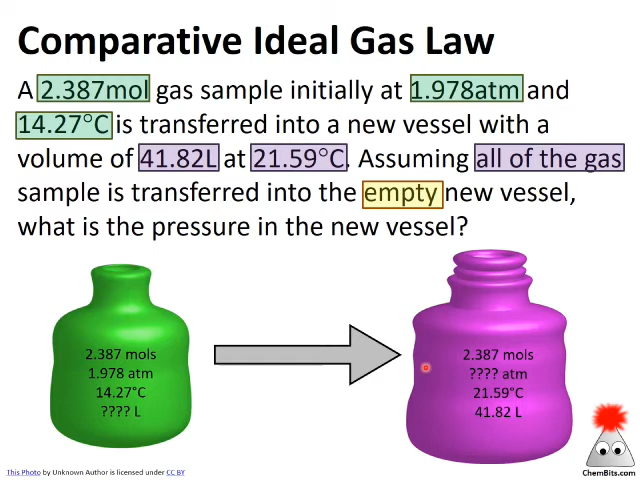 Comparative Ideal Gas Law
A 2.387mol gas sample initially at 1.978atm and
14.27°C is transferred into a new vessel with a
volume of 41.82L at 21.59°C. Assuming all of the gas
sample is transferred into the empty new vessel,
what is the pressure in the new vessel?
2.387 mols
1.978 atm
14.27°C
???? L
2.387 mols
???? atm
21.59°C
41.82 L
This Photo by Unknown Author is licensed under CC BY
ChemBits.com